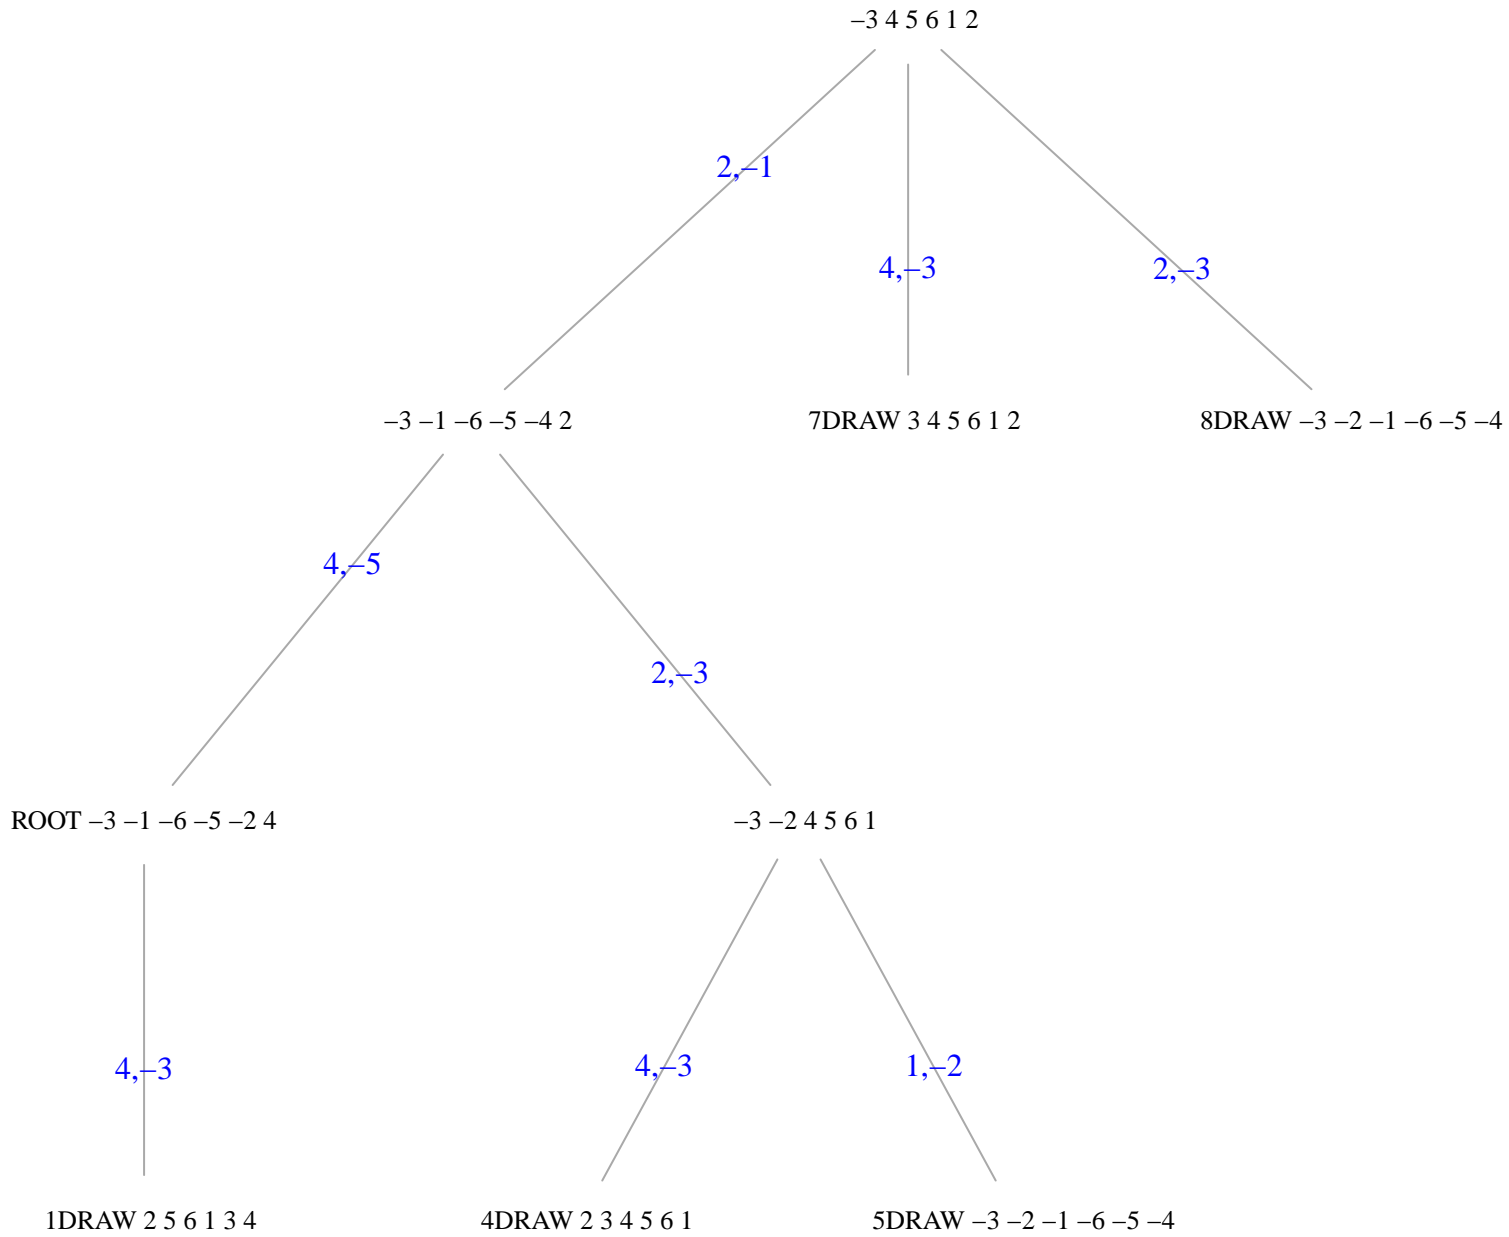 –3 4 5 6 1 2
2,–1
4,–3
2,–3
–3 –1 –6 –5 –4 2
7DRAW 3 4 5 6 1 2
8DRAW –3 –2 –1 –6 –5 –4
4,–5
2,–3
ROOT –3 –1 –6 –5 –2 4
–3 –2 4 5 6 1
4,–3
4,–3
1,–2
1DRAW 2 5 6 1 3 4
4DRAW 2 3 4 5 6 1
5DRAW –3 –2 –1 –6 –5 –4